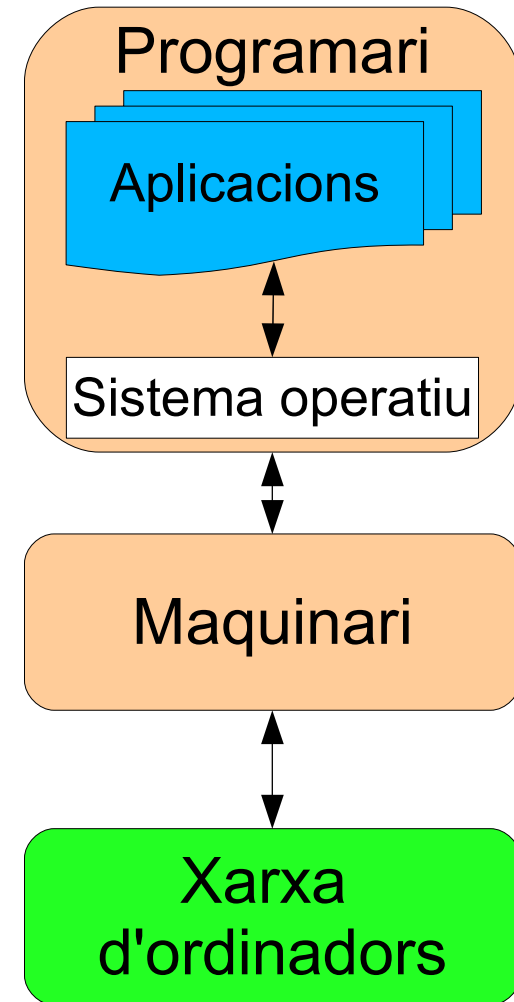 Programari
Aplicacions
Sistema operatiu
Maquinari
Xarxa
d'ordinadors